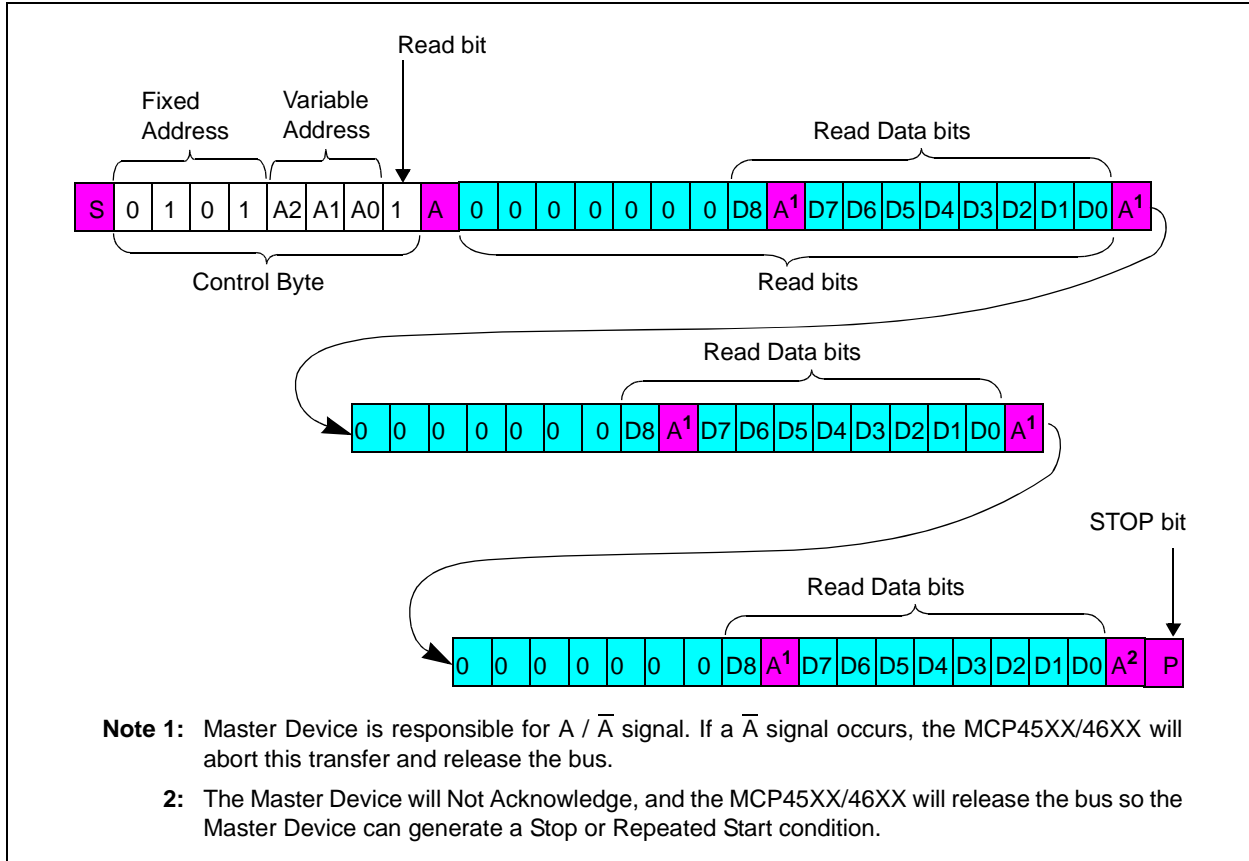 Read bit
Fixed Address
Variable Address
Read Data bits
S 0 1 0 1 A2 A1 A0 1 A 0 0 0 0 0 0 0 D8 A¹ D7 D6 D5 D4 D3 D2 D1 D0 A¹
Control Byte
Read bits
Read Data bits
0 0 0 0 0 0 0 D8 A¹ D7 D6 D5 D4 D3 D2 D1 D0 A¹
STOP bit
Read Data bits
0 0 0 0 0 0 0 D8 A¹ D7 D6 D5 D4 D3 D2 D1 D0 A² P
Note 1: Master Device is responsible for A / A̅ signal. If a A̅ signal occurs, the MCP45XX/46XX will
abort this transfer and release the bus.
2: The Master Device will Not Acknowledge, and the MCP45XX/46XX will release the bus so the
Master Device can generate a Stop or Repeated Start condition.